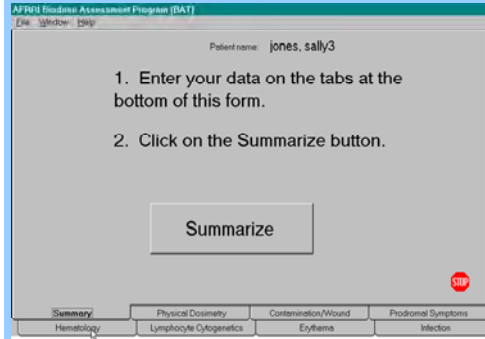 AFRRI Biodose Assessment Program (BAT)
File Window Help
Patient name: jones, sally3
1. Enter your data on the tabs at the
bottom of this form.
2. Click on the Summarize button.
Summarize
STOP
Summary Physical Dosimetry Contamination/Wound Prodromal Symptoms
Hematology Lymphocyte Cytogenetics Erythema Infection